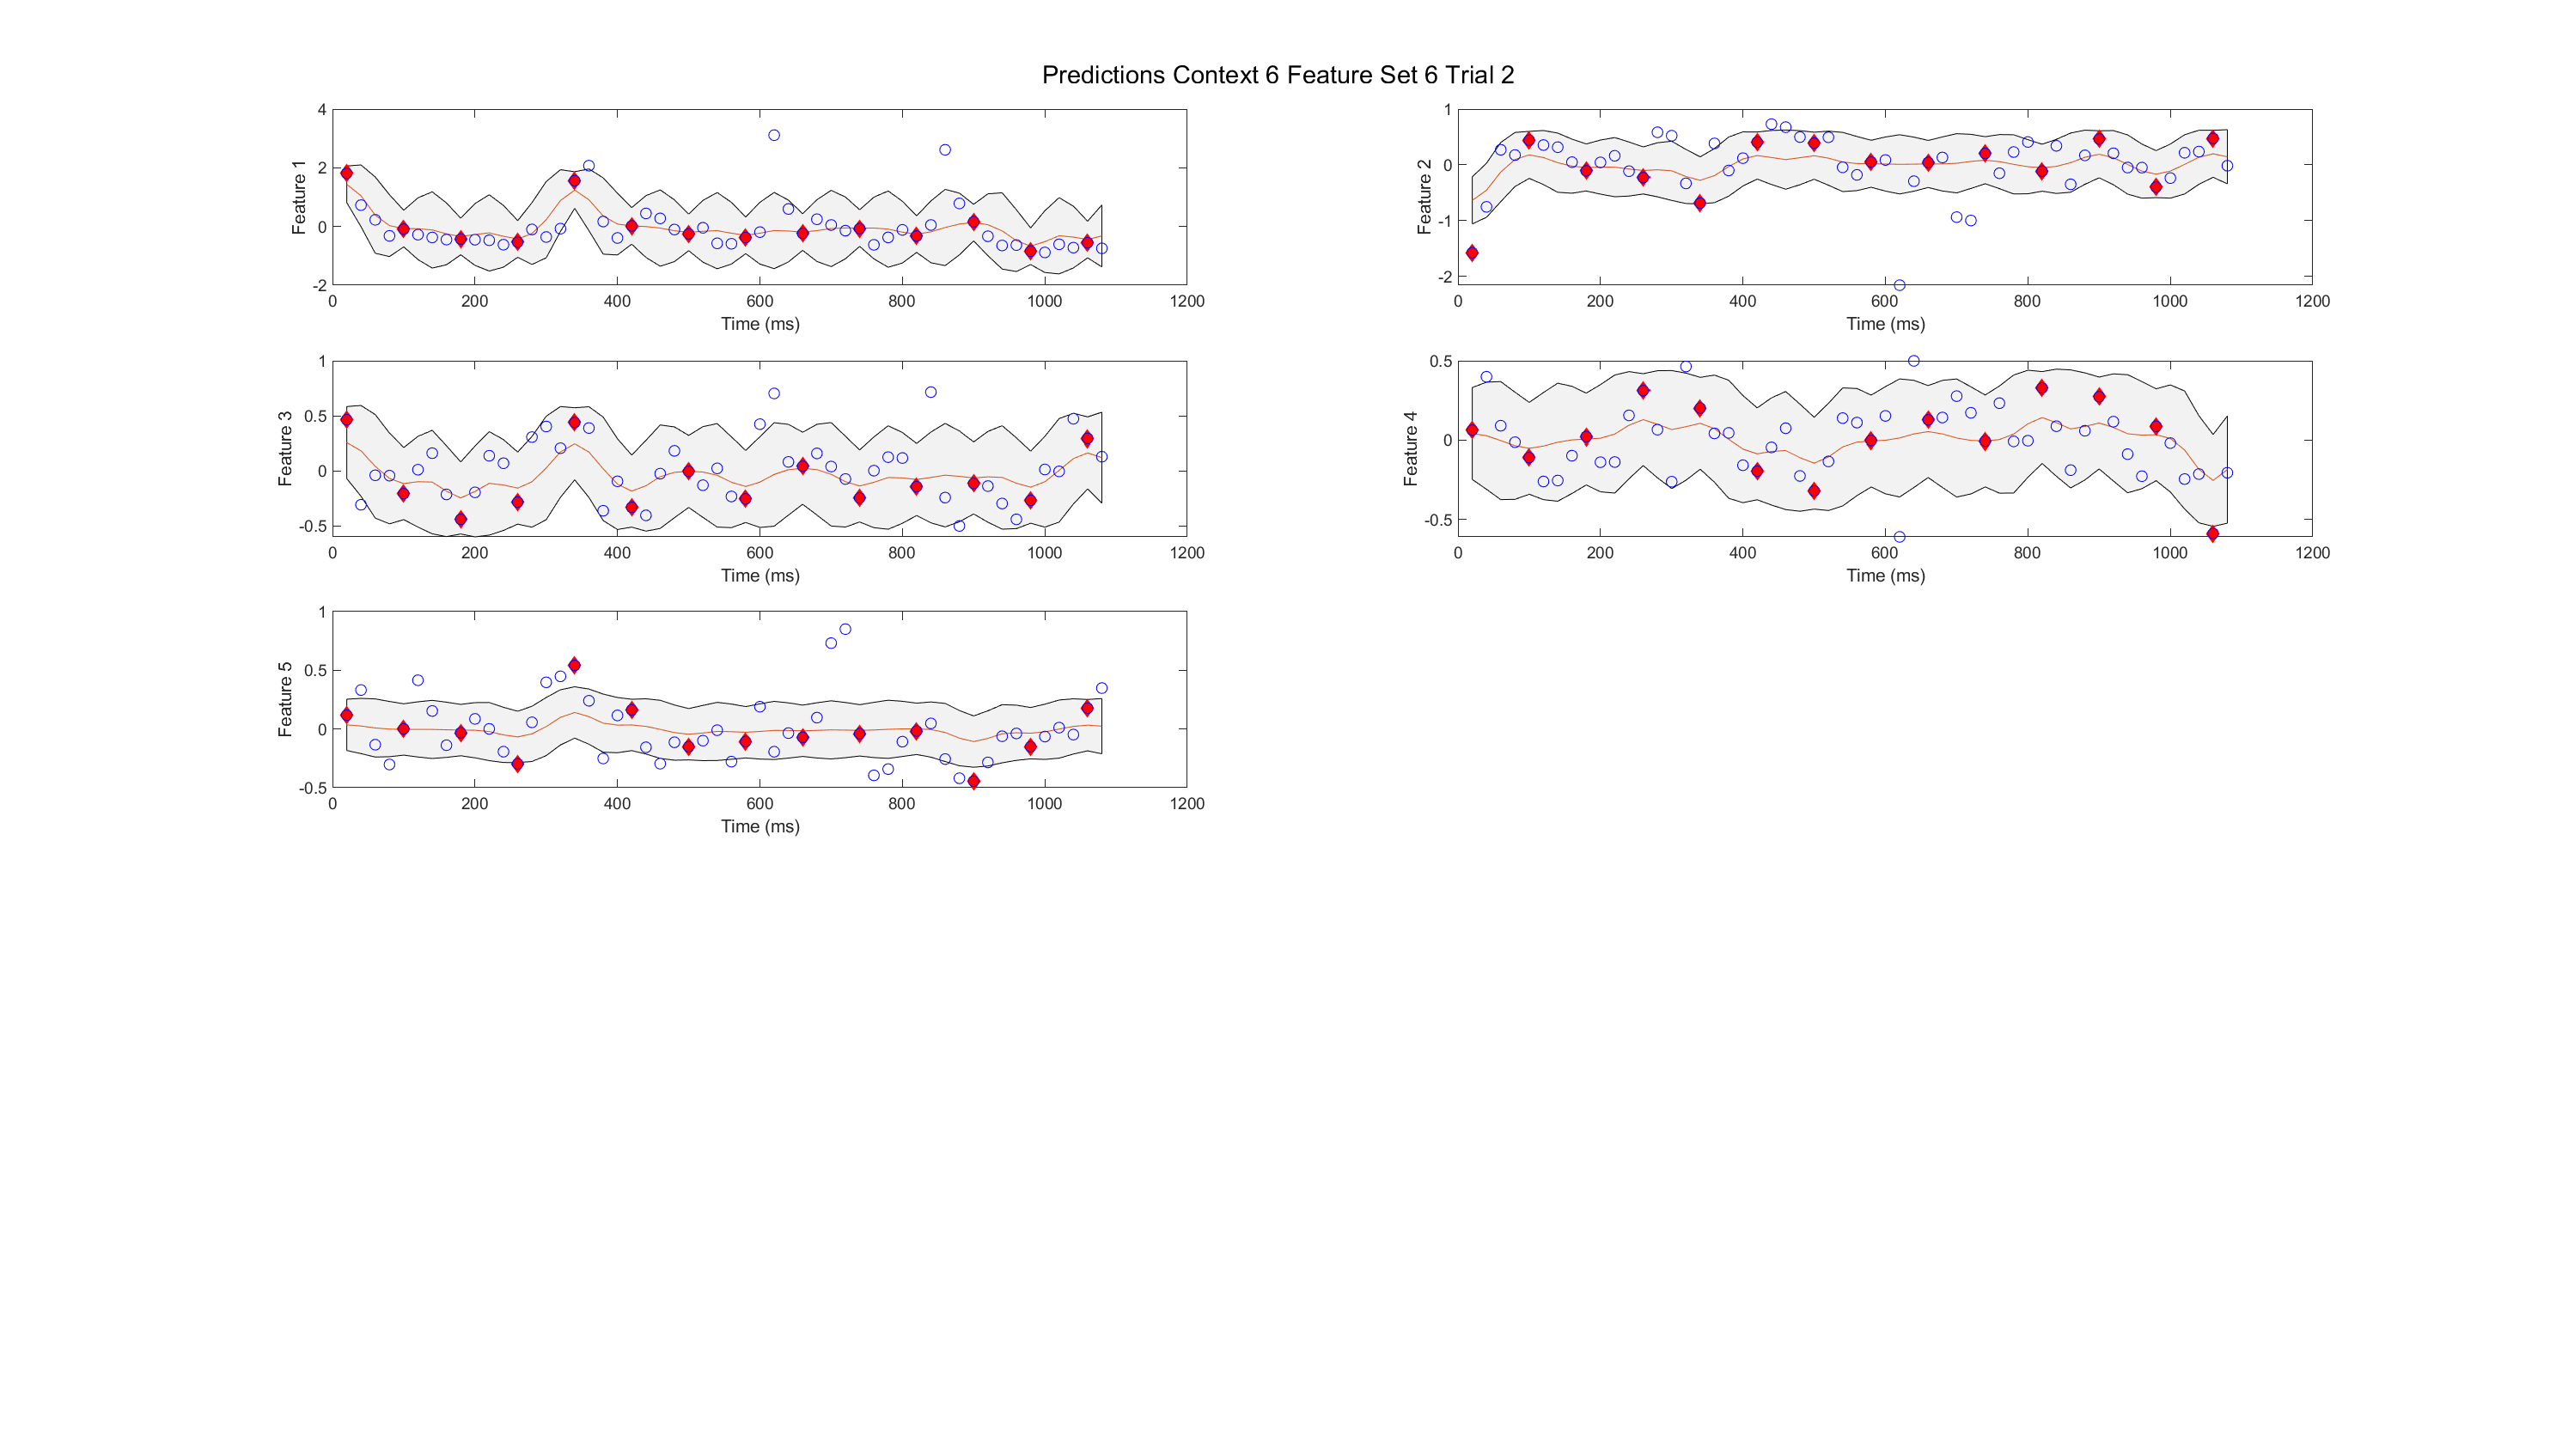 Predictions Context 6 Feature Set 6 Trial 2
4
2
0
-2
Feature 1
0 200 400 600 800 1000 1200
Time (ms)
1
0
-1
-2
Feature 2
0 200 400 600 800 1000 1200
Time (ms)
1
0.5
0
-0.5
Feature 3
0 200 400 600 800 1000 1200
Time (ms)
0.5
0
-0.5
Feature 4
0 200 400 600 800 1000 1200
Time (ms)
1
0.5
0
-0.5
Feature 5
0 200 400 600 800 1000 1200
Time (ms)